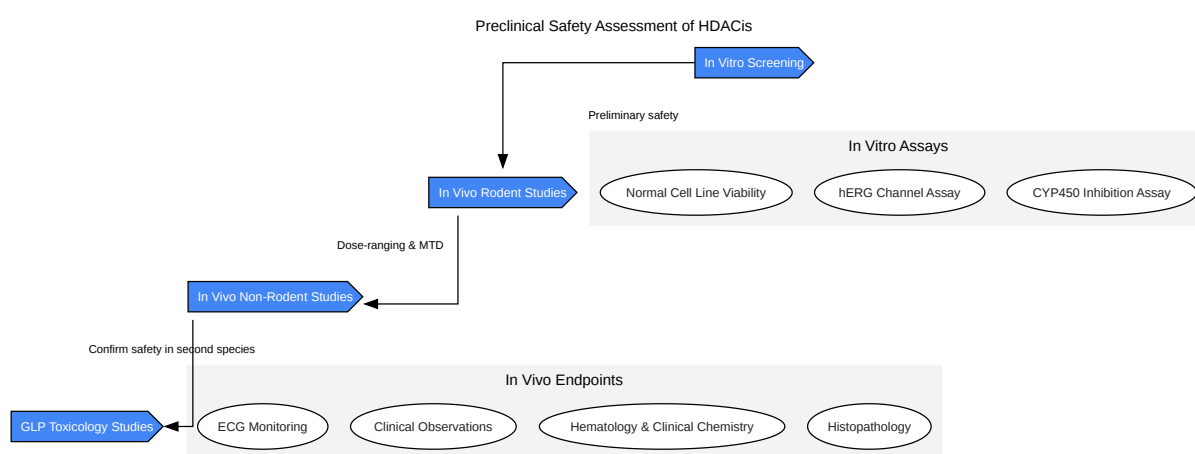 Preclinical Safety Assessment of HDACis
In Vitro Screening
Preliminary safety
In Vitro Assays
In Vivo Rodent Studies
Normal Cell Line Viability
hERG Channel Assay
CYP450 Inhibition Assay
Dose-ranging & MTD
In Vivo Non-Rodent Studies
Confirm safety in second species
In Vivo Endpoints
GLP Toxicology Studies
ECG Monitoring
Clinical Observations
Hematology & Clinical Chemistry
Histopathology